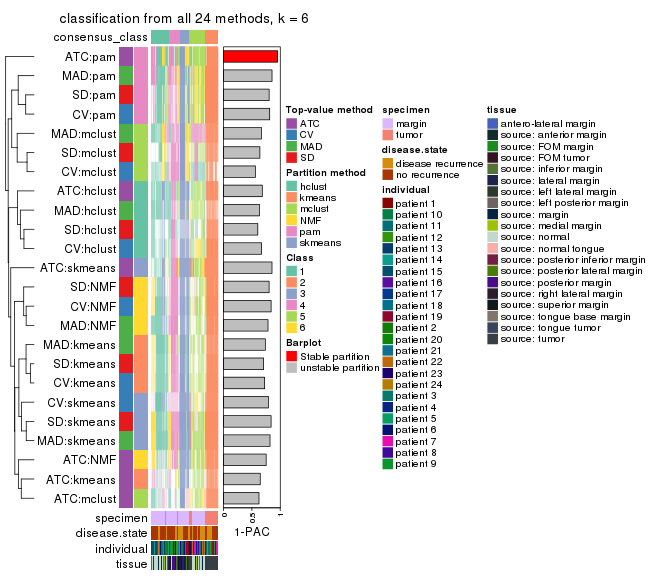 classification from all 24 methods, k = 6
consensus_class
ATC:pam
MAD:pam
SD:pam
CV:pam
MAD:mclust
SD:mclust
CV:mclust
ATC:hclust
MAD:hclust
SD:hclust
CV:hclust
ATC:skmeans
SD:NMF
CV:NMF
MAD:NMF
MAD:kmeans
SD:kmeans
CV:kmeans
CV:skmeans
SD:skmeans
MAD:skmeans
ATC:NMF
ATC:kmeans
ATC:mclust
specimen
disease.state
individual
tissue
0
0.5
1
1-PAC
Top-value method
ATC
CV
MAD
SD
Partition method
hclust
kmeans
mclust
NMF
pam
skmeans
Class
1
2
3
4
5
6
Barplot
Stable partition
unstable partition
specimen
margin
tumor
disease.state
disease recurrence
no recurrence
individual
patient 1
patient 10
patient 11
patient 12
patient 13
patient 14
patient 15
patient 16
patient 17
patient 18
patient 19
patient 2
patient 20
patient 21
patient 22
patient 23
patient 24
patient 3
patient 4
patient 5
patient 6
patient 7
patient 8
patient 9
tissue
antero-lateral margin
source: anterior margin
source: FOM margin
source: FOM tumor
source: inferior margin
source: lateral margin
source: left lateral margin
source: left posterior margin
source: margin
source: medial margin
source: normal
source: normal tongue
source: posterior inferior margin
source: posterior lateral margin
source: posterior margin
source: right lateral margin
source: superior margin
source: tongue base margin
source: tongue tumor
source: tumor